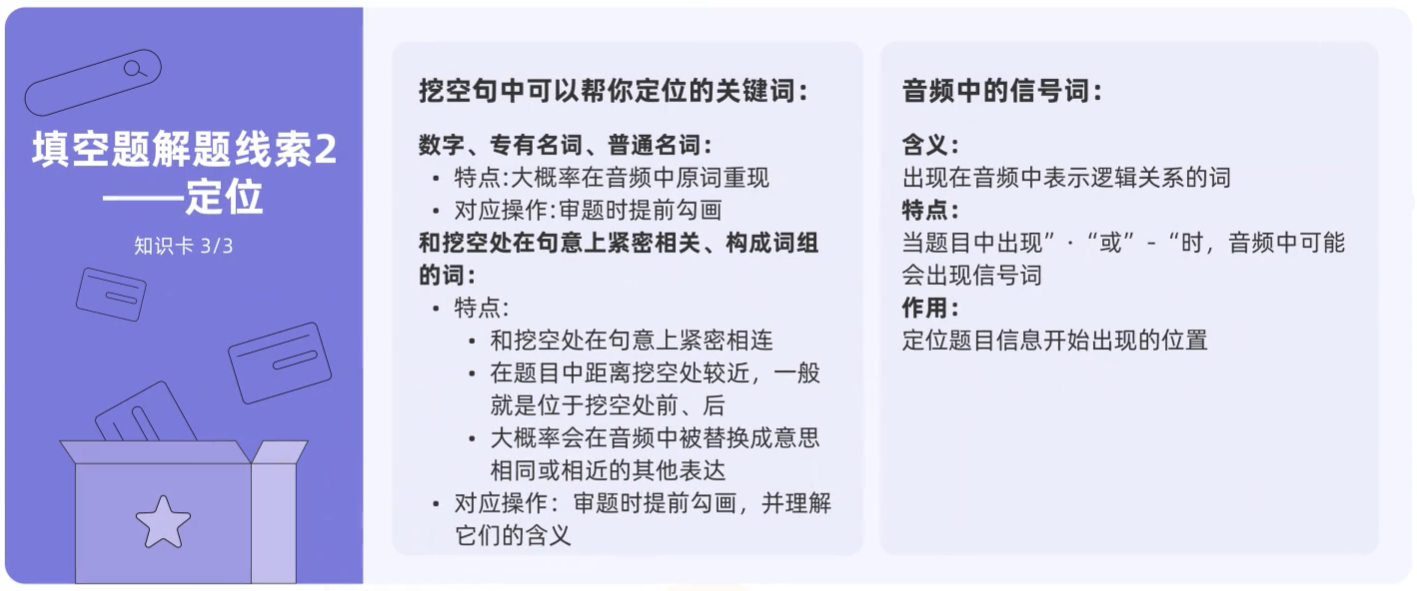 填空题解题线索2
——定位
知识卡 3/3
挖空句中可以帮你定位的关键词：
数字、专有名词、普通名词：
• 特点:大概率在音频中原词重现
• 对应操作:审题时提前勾画
和挖空处在句意上紧密相关、构成词组
的词：
• 特点：
• 和挖空处在句意上紧密相连
• 在题目中距离挖空处较近，一般
就是位于挖空处前、后
• 大概率会在音频中被替换成意思
相同或相近的其他表达
• 对应操作：审题时提前勾画，并理解
它们的含义
音频中的信号词：
含义：
出现在音频中表示逻辑关系的词
特点：
当题目中出现”·“或”-“时，音频中可能
会出现信号词
作用：
定位题目信息开始出现的位置